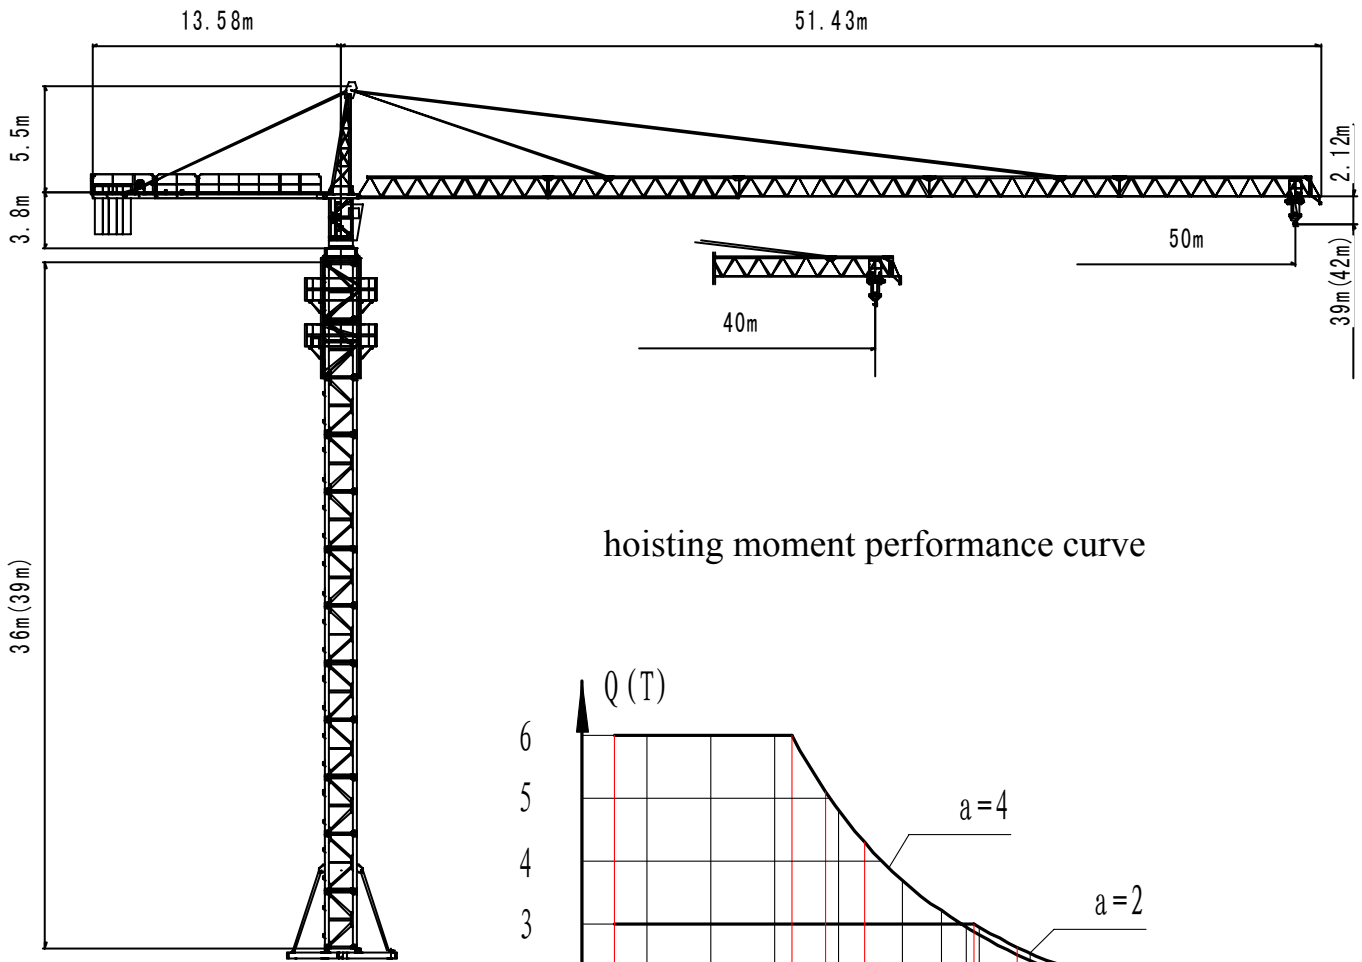 13.58m
51.43m
5.5m
2.12m
3.8m
50m
39m(42m)
40m
hoisting moment performance curve
36m(39m)
Q(T)
6
5
a=4
4
a=2
3